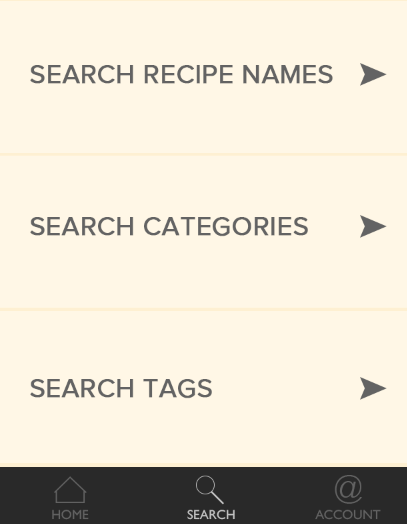 SEARCH RECIPE NAMES
SEARCH CATEGORIES
SEARCH TAGS
@
HOME SEARCH ACCOUNT